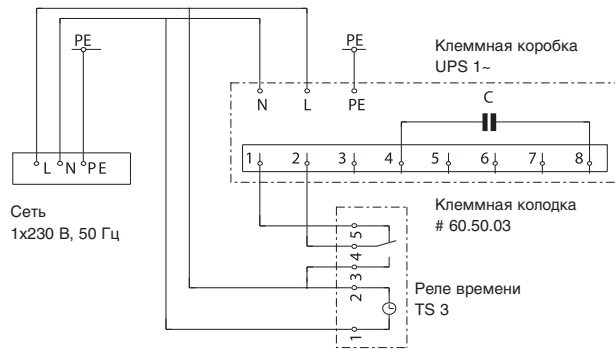 PE
PE
Клеммная коробка
UPS 1~
N L PE
C
1 2 3 4 5 6 7 8
L N PE
Сеть
1x230 В, 50 Гц
Клеммная колодка
# 60.50.03
5
4
3
2
1
Реле времени
TS 3